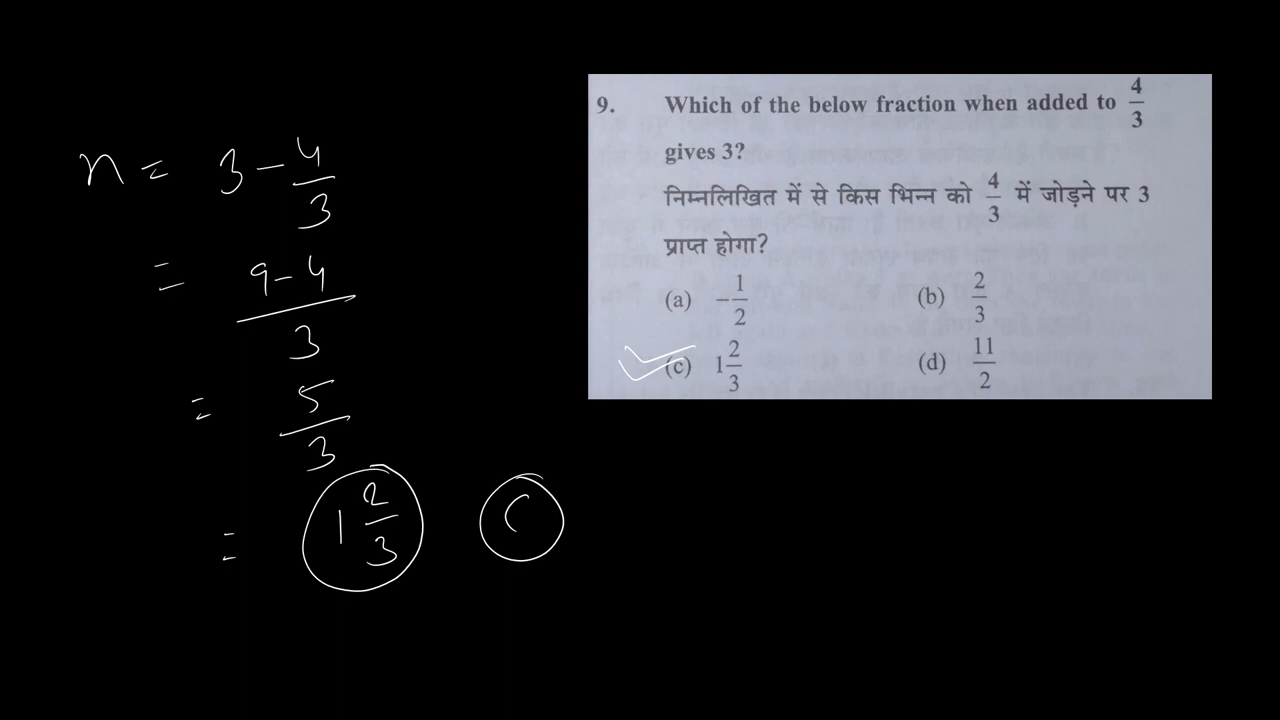 n = 3 - 4/3
= 9 - 4 / 3
= 5/3
= 1 2/3 C
9. Which of the below fraction when added to 4/3
gives 3?
निम्नलिखित में से किस भिन्न को 4/3 में जोड़ने पर 3
प्राप्त होगा?
(a) -1/2 (b) 2/3
(c) 1 2/3 (d) 11/2